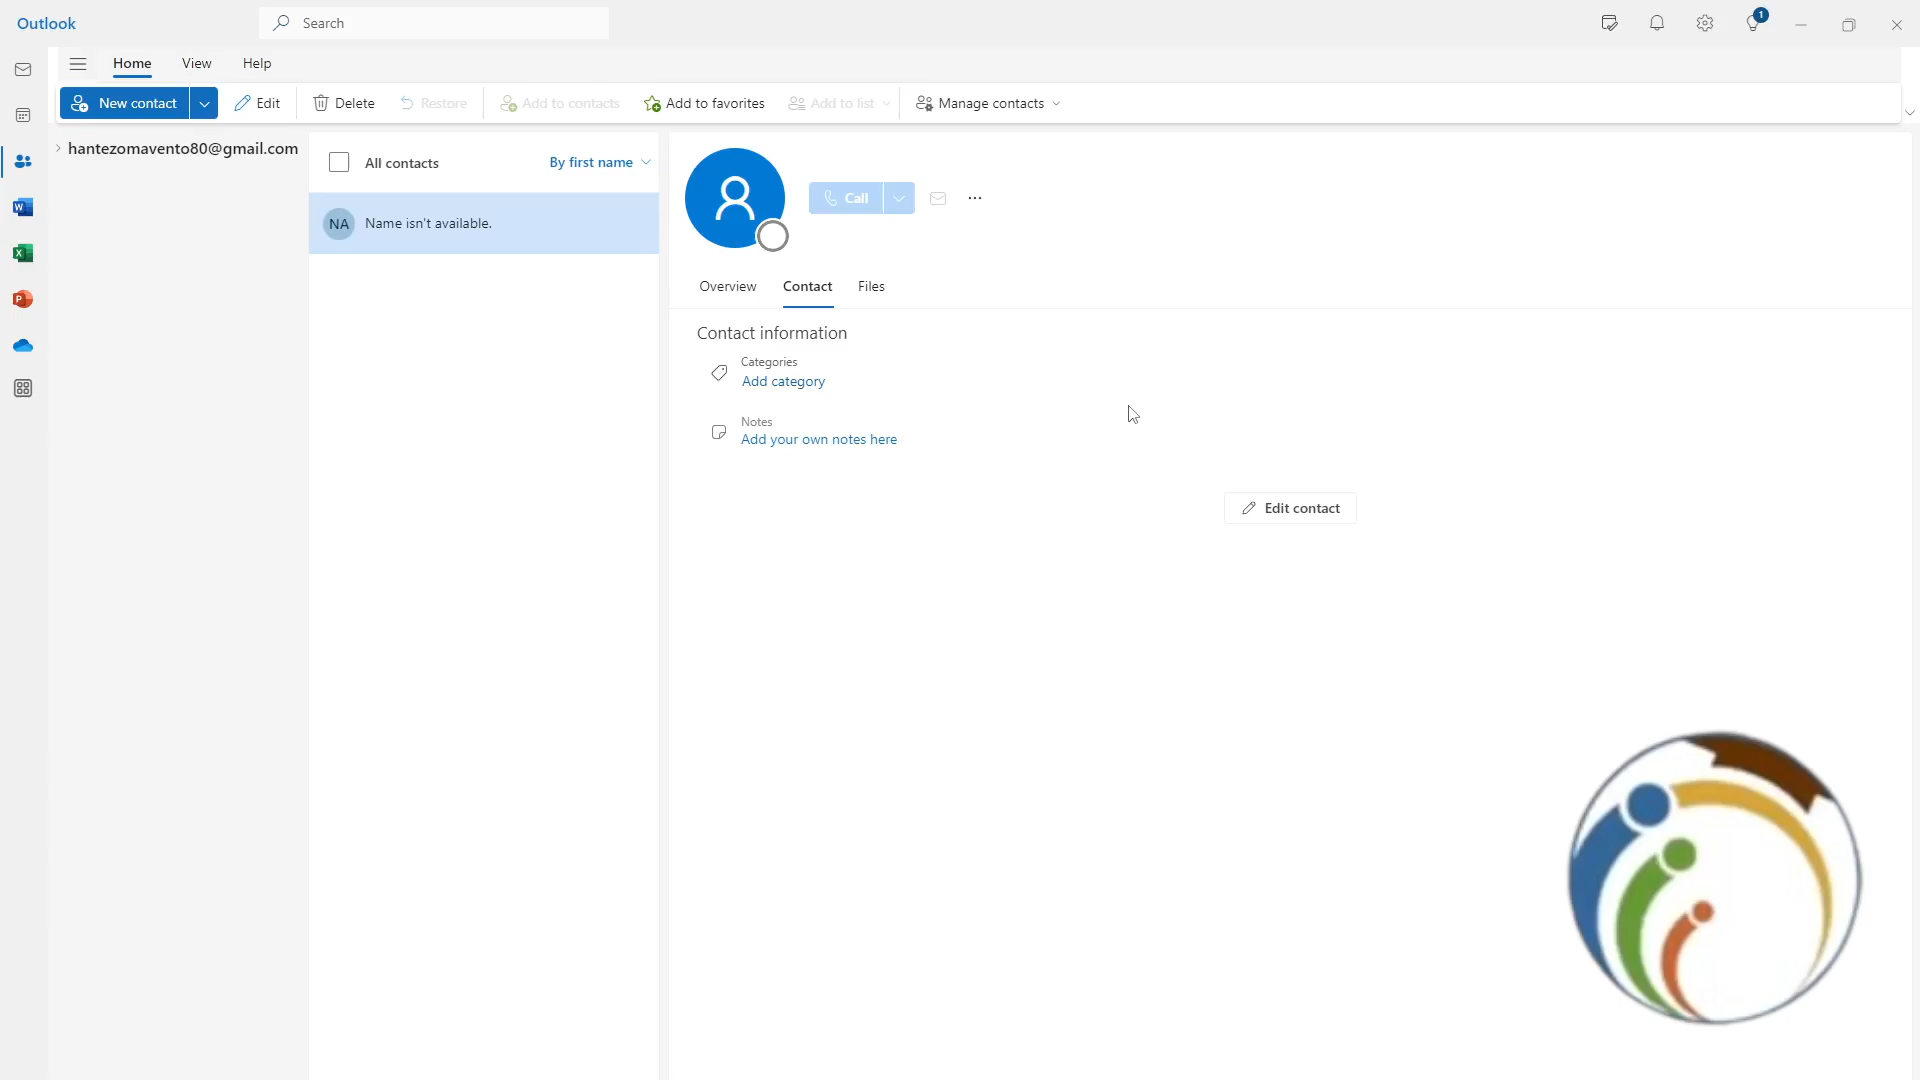 Outlook
Search
1
Home View Help
New contact Edit Delete Restore Add to contacts Add to favorites Add to list Manage contacts
hantezomavento80@gmail.com
All contacts By first name
NA Name isn't available.
Call
Overview Contact Files
Contact information
Categories
Add category
Notes
Add your own notes here
Edit contact
W
X
P